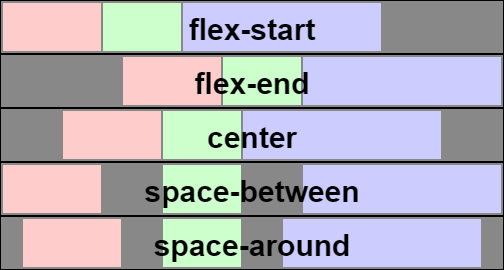 flex-start
flex-end
center
space-between
space-around